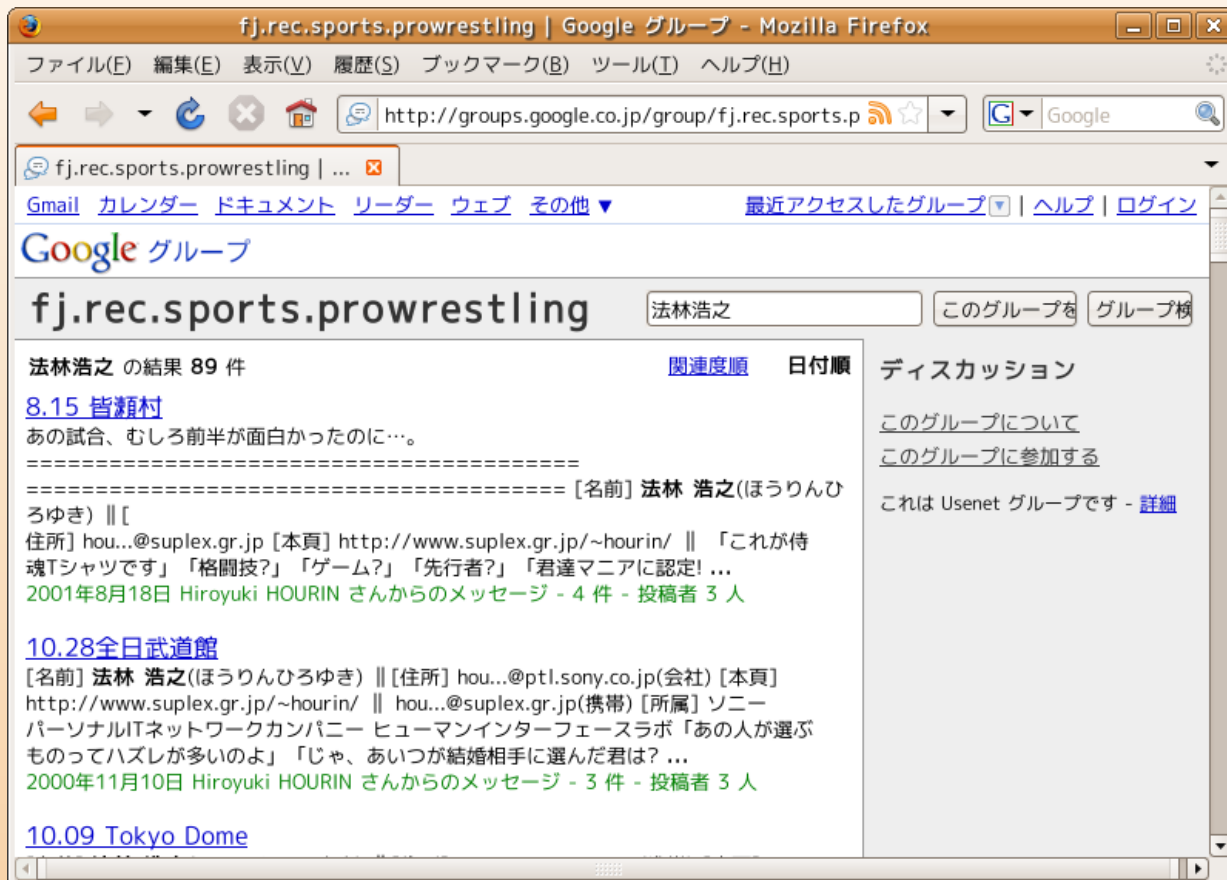 fj.rec.sports.prowrestling | Google グループ - Mozilla Firefox
ファイル(F) 編集(E) 表示(V) 履歴(S) ブックマーク(B) ツール(T) ヘルプ(H)
http://groups.google.co.jp/group/fj.rec.sports.p
G Google
fj.rec.sports.prowrestling | ...
Gmail カレンダー ドキュメント リーダー ウェブ その他 ▼ 最近アクセスしたグループ ▼ | ヘルプ | ログイン
Google グループ
fj.rec.sports.prowrestling 法林浩之 このグループを グループ検
法林浩之 の結果 89 件 関連度順 日付順
8.15 皆瀬村
あの試合、むしろ前半が面白かったのに…。
========================================
======================================= [名前] 法林 浩之(ほうりんひ
ろゆき) || [
住所] hou...@suplex.gr.jp [本頁] http://www.suplex.gr.jp/~hourin/ || 「これが侍
魂Tシャツです」「格闘技?」「ゲーム?」「先行者?」「君達マニアに認定! ...
2001年8月18日 Hiroyuki HOURIN さんからのメッセージ - 4 件 - 投稿者 3 人
10.28全日武道館
[名前] 法林 浩之(ほうりんひろゆき) || [住所] hou...@ptl.sony.co.jp(会社) [本頁]
http://www.suplex.gr.jp/~hourin/ || hou...@suplex.gr.jp(携帯) [所属] ソニー
パーソナルITネットワークカンパニー ヒューマンインターフェースラボ「あの人が選ぶ
ものってハズレが多いのよ」「じゃ、あいつが結婚相手に選んだ君は? ...
2000年11月10日 Hiroyuki HOURIN さんからのメッセージ - 3 件 - 投稿者 3 人
10.09 Tokyo Dome
ディスカッション
このグループについて
このグループに参加する
これは Usenet グループです - 詳細